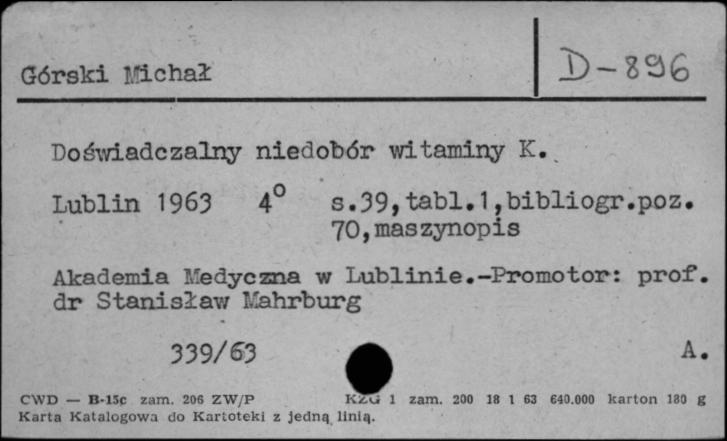 Górski Michał
D-896
Doświadczalny niedobór witaminy K.
Lublin 1963 4° s.39,tabl.1,bibliogr.poz.
70,maszynopis
Akademia Medyczna w Lublinie.-Promotor: prof.
dr Stanisław Mahrburg
339/63 A.
CWD — B-15c zam. 206 ZW/P KZG 1 zam. 200 18 1 63 640.000 karton 180 g
Karta Katalogowa do Kartoteki z jedną linią.